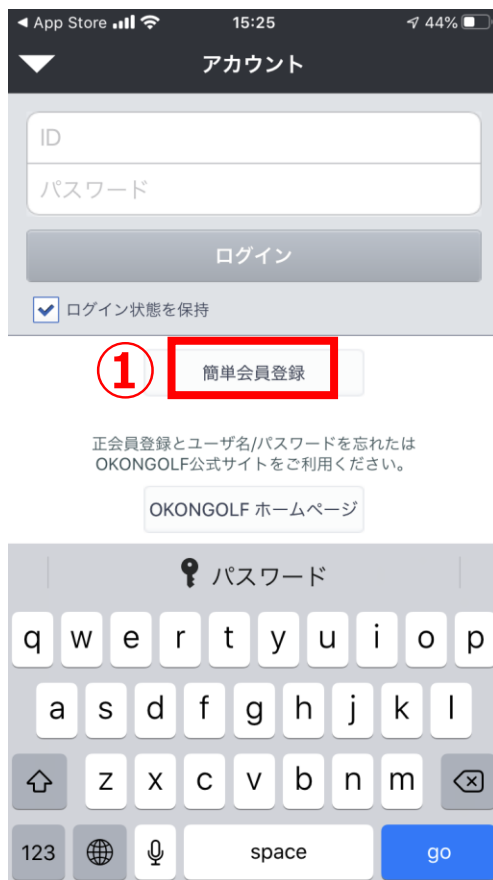 ◀ App Store 15:25 44%
アカウント
ID
パスワード
ログイン
ログイン状態を保持
① 簡単会員登録
正会員登録とユーザ名/パスワードを忘れたは
OKONGOLF公式サイトをご利用ください。
OKONGOLF ホームページ
パスワード
q w e r t y u i o p
a s d f g h j k l
z x c v b n m
123 space go